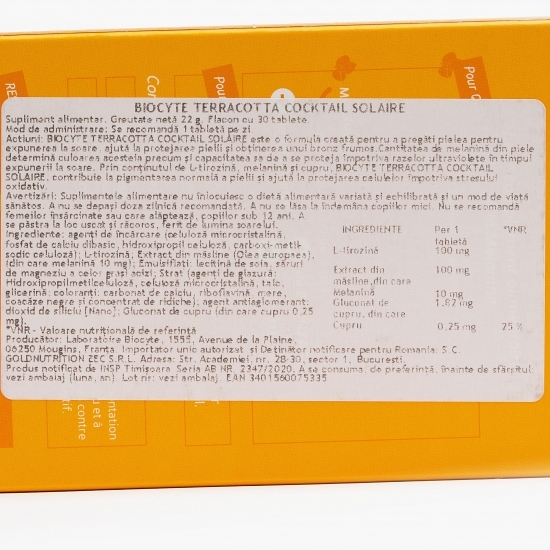 BIOCYTE TERRACOTTA COCKTAIL SOLAIRE
Supliment alimentar. Greutate netă 22 g. Flacon cu 30 tablete.
Mod de administrare: Se recomandă 1 tabletă pe zi.
Actiuni: BIOCYTE TERRACOTTA COCKTAIL SOLAIRE este o formula creată pentru a pregăti pielea pentru
expunerea la soare, ajută la protejarea pielii și obtinerea unui bronz frumos.Cantitatea de melanină din piele
determină culoarea acesteia precum și capacitatea sa de a se proteja împotriva razelor ultraviolete în timpul
expunerii la soare. Prin conținutul de L-tirozină, melanină și cupru, BIOCYTE TERRACOTTA COCKTAIL
SOLAIRE, contribuie la pigmentarea normală a pielii și ajută la protejarea celulelor împotriva stresului
oxidativ.
Avertizări: Suplimentele alimentare nu înlocuiesc o dietă alimentară variată și echilibrată și un mod de viață
sănătos. A nu se depași doza zilnică recomandată. A nu se lăsa la îndemâna copiilor mici. Nu se recomandă
femeilor însărcinate sau care alăptează, copiilor sub 12 ani. A
se păstra la loc uscat și răcoros, ferit de lumina soarelui.
Ingrediente: agenți de încărcare (celuloză microcristalină,
fosfat de calciu dibasic, hidroxipropil celuloză, carboxi-metil-
sodic celuloză); L-tirozină; Extract din măsline (Olea europaea),
(din care melanină 10 mg); Emulsifiati: lecitină de soia, săruri
de magneziu a celor grași acizi; Strat (agenti de glazură:
Hidroxipropilmetilceluloză, celuloză microcristalină, talc,
glicerină; coloranti: carbonat de calciu, riboflavină, mere,
coacăze negre și concentrat de ridiche); agent antiaglomerant:
dioxid de siliciu [Nano]; Gluconat de cupru (din care cupru 0,25
mg).
*VNR - Valoare nutritională de referință
INGREDIENTE Per 1 tabletă *VNR
L-tirozină 100 mg
Extract din măsline, din care 100 mg
Melanină 10 mg
Gluconat de cupru, din care 1,82 mg
Cupru 0,25 mg 25 %
Producător: Laboratoire Biocyte, 1555, Avenue de la Plaine,
06250 Mougins, Franta. Importator unic autorizat și Deținător notificare pentru Romania: S.C.
GOLDNUTRITION EEC S.R.L. Adresa: Str. Academiei, nr. 28-30, sector 1, Bucuresti.
Produs notificat de INSP Timișoara Seria AB NR. 2347/2020. A se consuma, de preferință, înainte de sfârșitul:
vezi ambalaj (luna, an). Lot nr: vezi ambalaj. EAN 3401560075335
Pour
Con